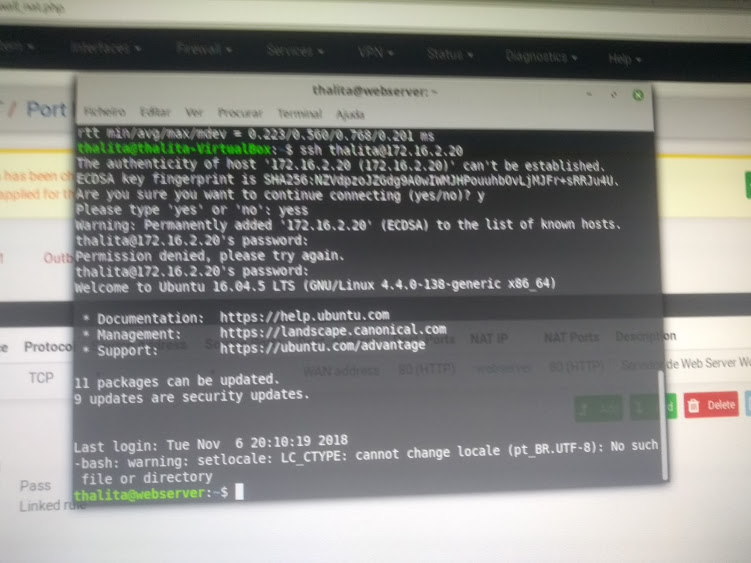 wall_nat.php
Interfaces Firewall Services VPN Status Diagnostics Help
/ Port
thalita@webserver: ~
Ficheiro Editar Ver Procurar Terminal Ajuda
rtt min/avg/max/mdev = 0.223/0.560/0.768/0.201 ms
thalita@thalita-VirtualBox:~$ ssh thalita@172.16.2.20
The authenticity of host '172.16.2.20 (172.16.2.20)' can't be established.
ECDSA key fingerprint is
Are you sure you want to continue connecting (yes/no)? y
Please type 'yes' or 'no': yess
Warning: Permanently added '172.16.2.20' (ECDSA) to the list of known hosts.
thalita@172.16.2.20's password:
Permission denied, please try again.
thalita@172.16.2.20's password:
Welcome to Ubuntu 16.04.5 LTS (GNU/Linux 4.4.0-138-generic x86_64)
* Documentation: https://help.ubuntu.com
* Management: https://landscape.canonical.com
* Support: https://ubuntu.com/advantage
11 packages can be updated.
9 updates are security updates.
Last login: Tue Nov 6 20:10:19 2018
-bash: warning: setlocale: LC_CTYPE: cannot change locale (pt_BR.UTF-8): No such
file or directory
thalita@webserver:~$
has been
applied for
Outb
Protoco NAT IP NAT Ports Description
TCP WAN address 80 (HTTP) webserver 80 (HTTP) de Web Server
Delete
Pass
Linked